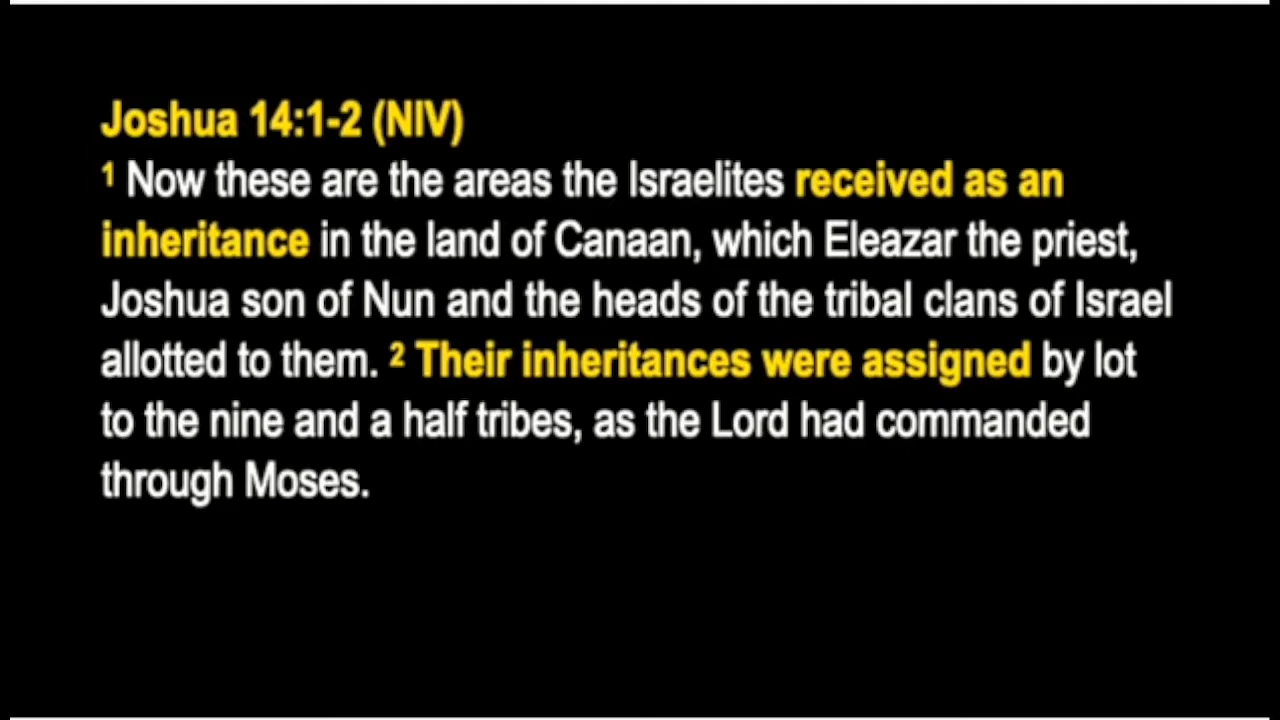 Joshua 14:1-2 (NIV)
¹ Now these are the areas the Israelites received as an
inheritance in the land of Canaan, which Eleazar the priest,
Joshua son of Nun and the heads of the tribal clans of Israel
allotted to them. ² Their inheritances were assigned by lot
to the nine and a half tribes, as the Lord had commanded
through Moses.